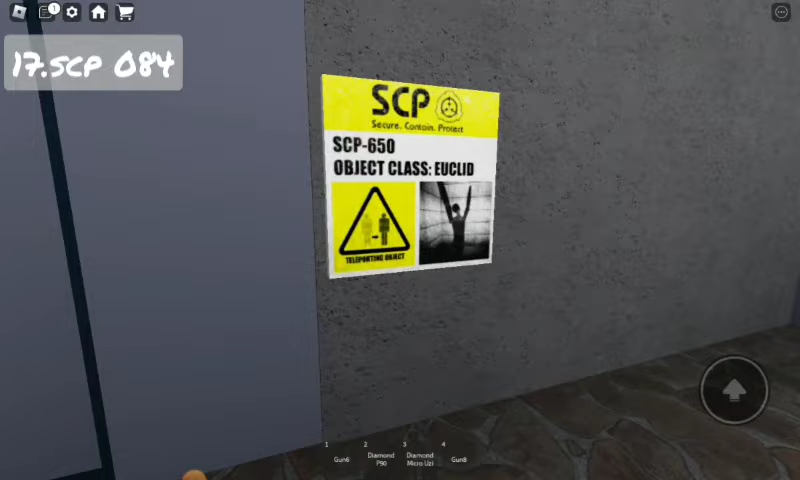 1
17.SCP 084
SCP
Secure. Contain. Protect
SCP-650
OBJECT CLASS: EUCLID
TELEPORTING OBJECT
1 2 3 4
Gun6 Diamond P90 Diamond Micro Uzi Gun8